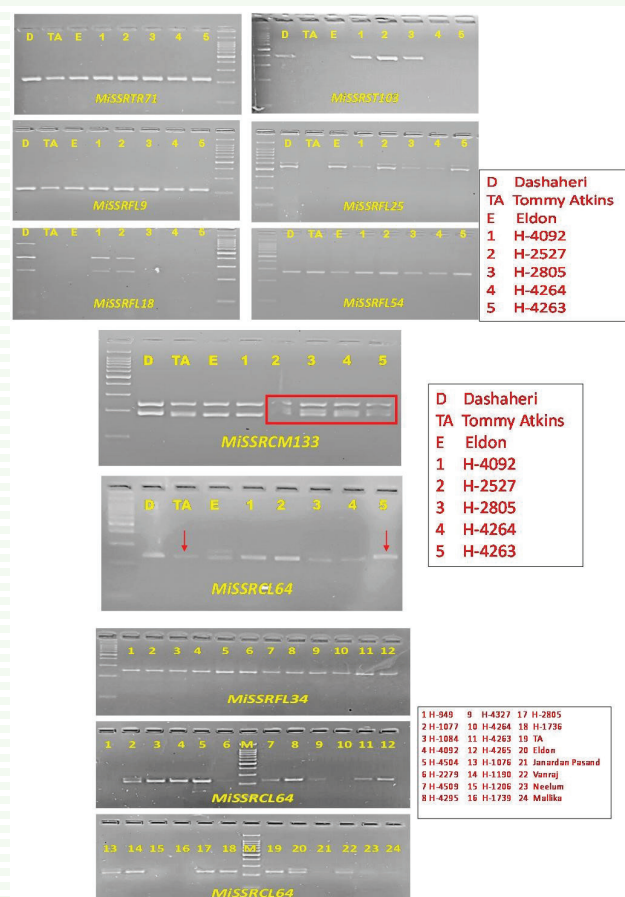 D TA E 1 2 3 4 5
MiSSRTR71
D TA E 1 2 3 4 5
MiSSRST103
D TA E 1 2 3 4 5
MiSSRFL9
D TA E 1 2 3 4 5
MiSSRFL25
D TA E 1 2 3 4 5
MiSSRFL18
D TA E 1 2 3 4 5
MiSSRFL54
D Dashaheri
TA Tommy Atkins
E Eldon
1 H-4092
2 H-2527
3 H-2805
4 H-4264
5 H-4263
D TA E 1 2 3 4 5
MiSSRCM133
D TA E 1 2 3 4 5
MiSSRCL64
D Dashaheri
TA Tommy Atkins
E Eldon
1 H-4092
2 H-2527
3 H-2805
4 H-4264
5 H-4263
1 2 3 4 5 6 7 8 9 10 11 12
MiSSRFL34
1 2 3 4 5 6 M 7 8 9 10 11 12
MiSSRCL64
13 14 15 16 17 18 M 19 20 21 22 23 24
MiSSRCL64
1 H-949 9 H-4327 17 H-2805
2 H-1077 10 H-4264 18 H-1736
3 H-1084 11 H-4263 19 TA
4 H-4092 12 H-4265 20 Eldon
5 H-4504 13 H-1076 21 Janardan Pasand
6 H-2279 14 H-1190 22 Vanraj
7 H-4509 15 H-1206 23 Neelum
8 H-4295 16 H-1739 24 Mallika